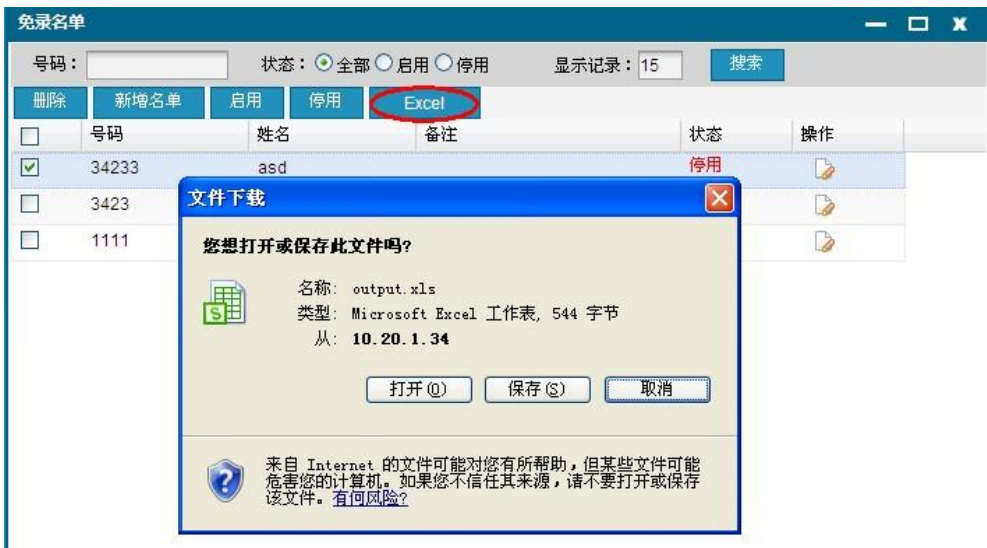 免录名单
号码： 状态： 全部 启用 停用 显示记录：15 搜索
删除 新增名单 启用 停用 Excel
号码 姓名 备注 状态 操作
34233 asd 停用
3423
1111
文件下载
您想打开或保存此文件吗?
名称: output.xls
类型: Microsoft Excel 工作表, 544 字节
从: 10.20.1.34
打开(O) 保存(S) 取消
来自 Internet 的文件可能对您有所帮助，但某些文件可能
危害您的计算机。如果您不信任其来源，请不要打开或保存
该文件。有何风险?